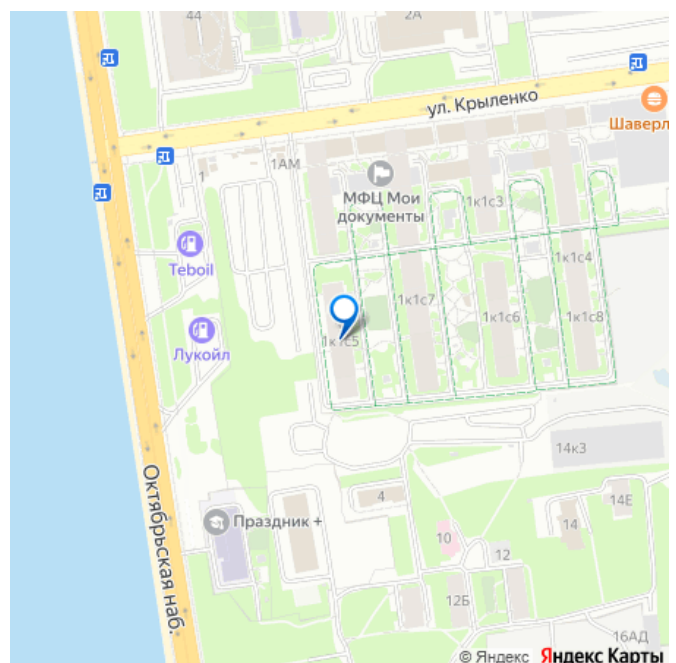 44
2А
ул. Крыленко
Шаверл
1АМ
1
МФЦ Мои
документы
1к1с3
Teboil
1к1с4
1к1с7
1к1с6
1к1с8
Лукойл
1к1с5
14к3
Октябрьская наб.
4
14Е
Праздник +
14
10
12
12Б
16АД
© Яндекс Яндекс Карты